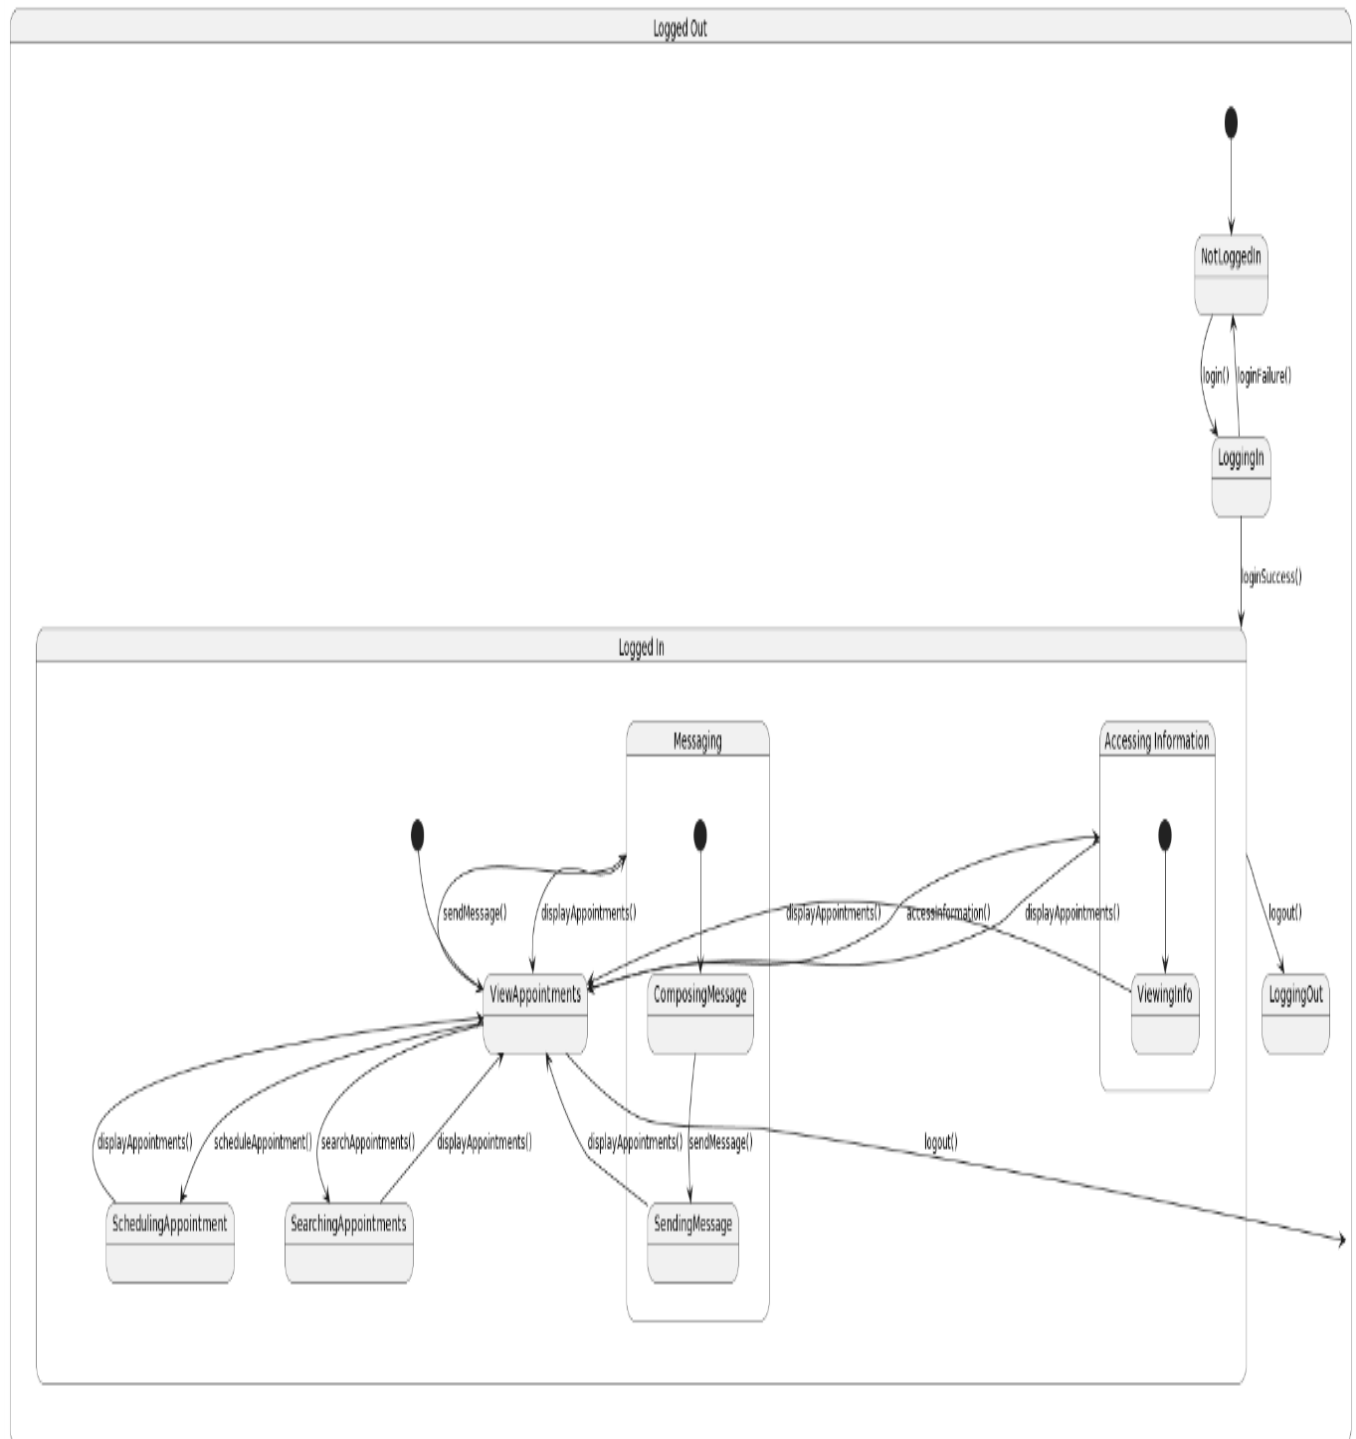 Logged Out
NotLoggedIn
login()
loginFailure()
LoggingIn
loginSuccess()
Logged In
Messaging
Accessing Information
sendMessage()
displayAppointments()
displayAppointments()
accessInformation()
displayAppointments()
logout()
ViewAppointments
ComposingMessage
ViewingInfo
LoggingOut
displayAppointments()
scheduleAppointment()
searchAppointments()
displayAppointments()
displayAppointments()
sendMessage()
logout()
SchedulingAppointment
SearchingAppointments
SendingMessage